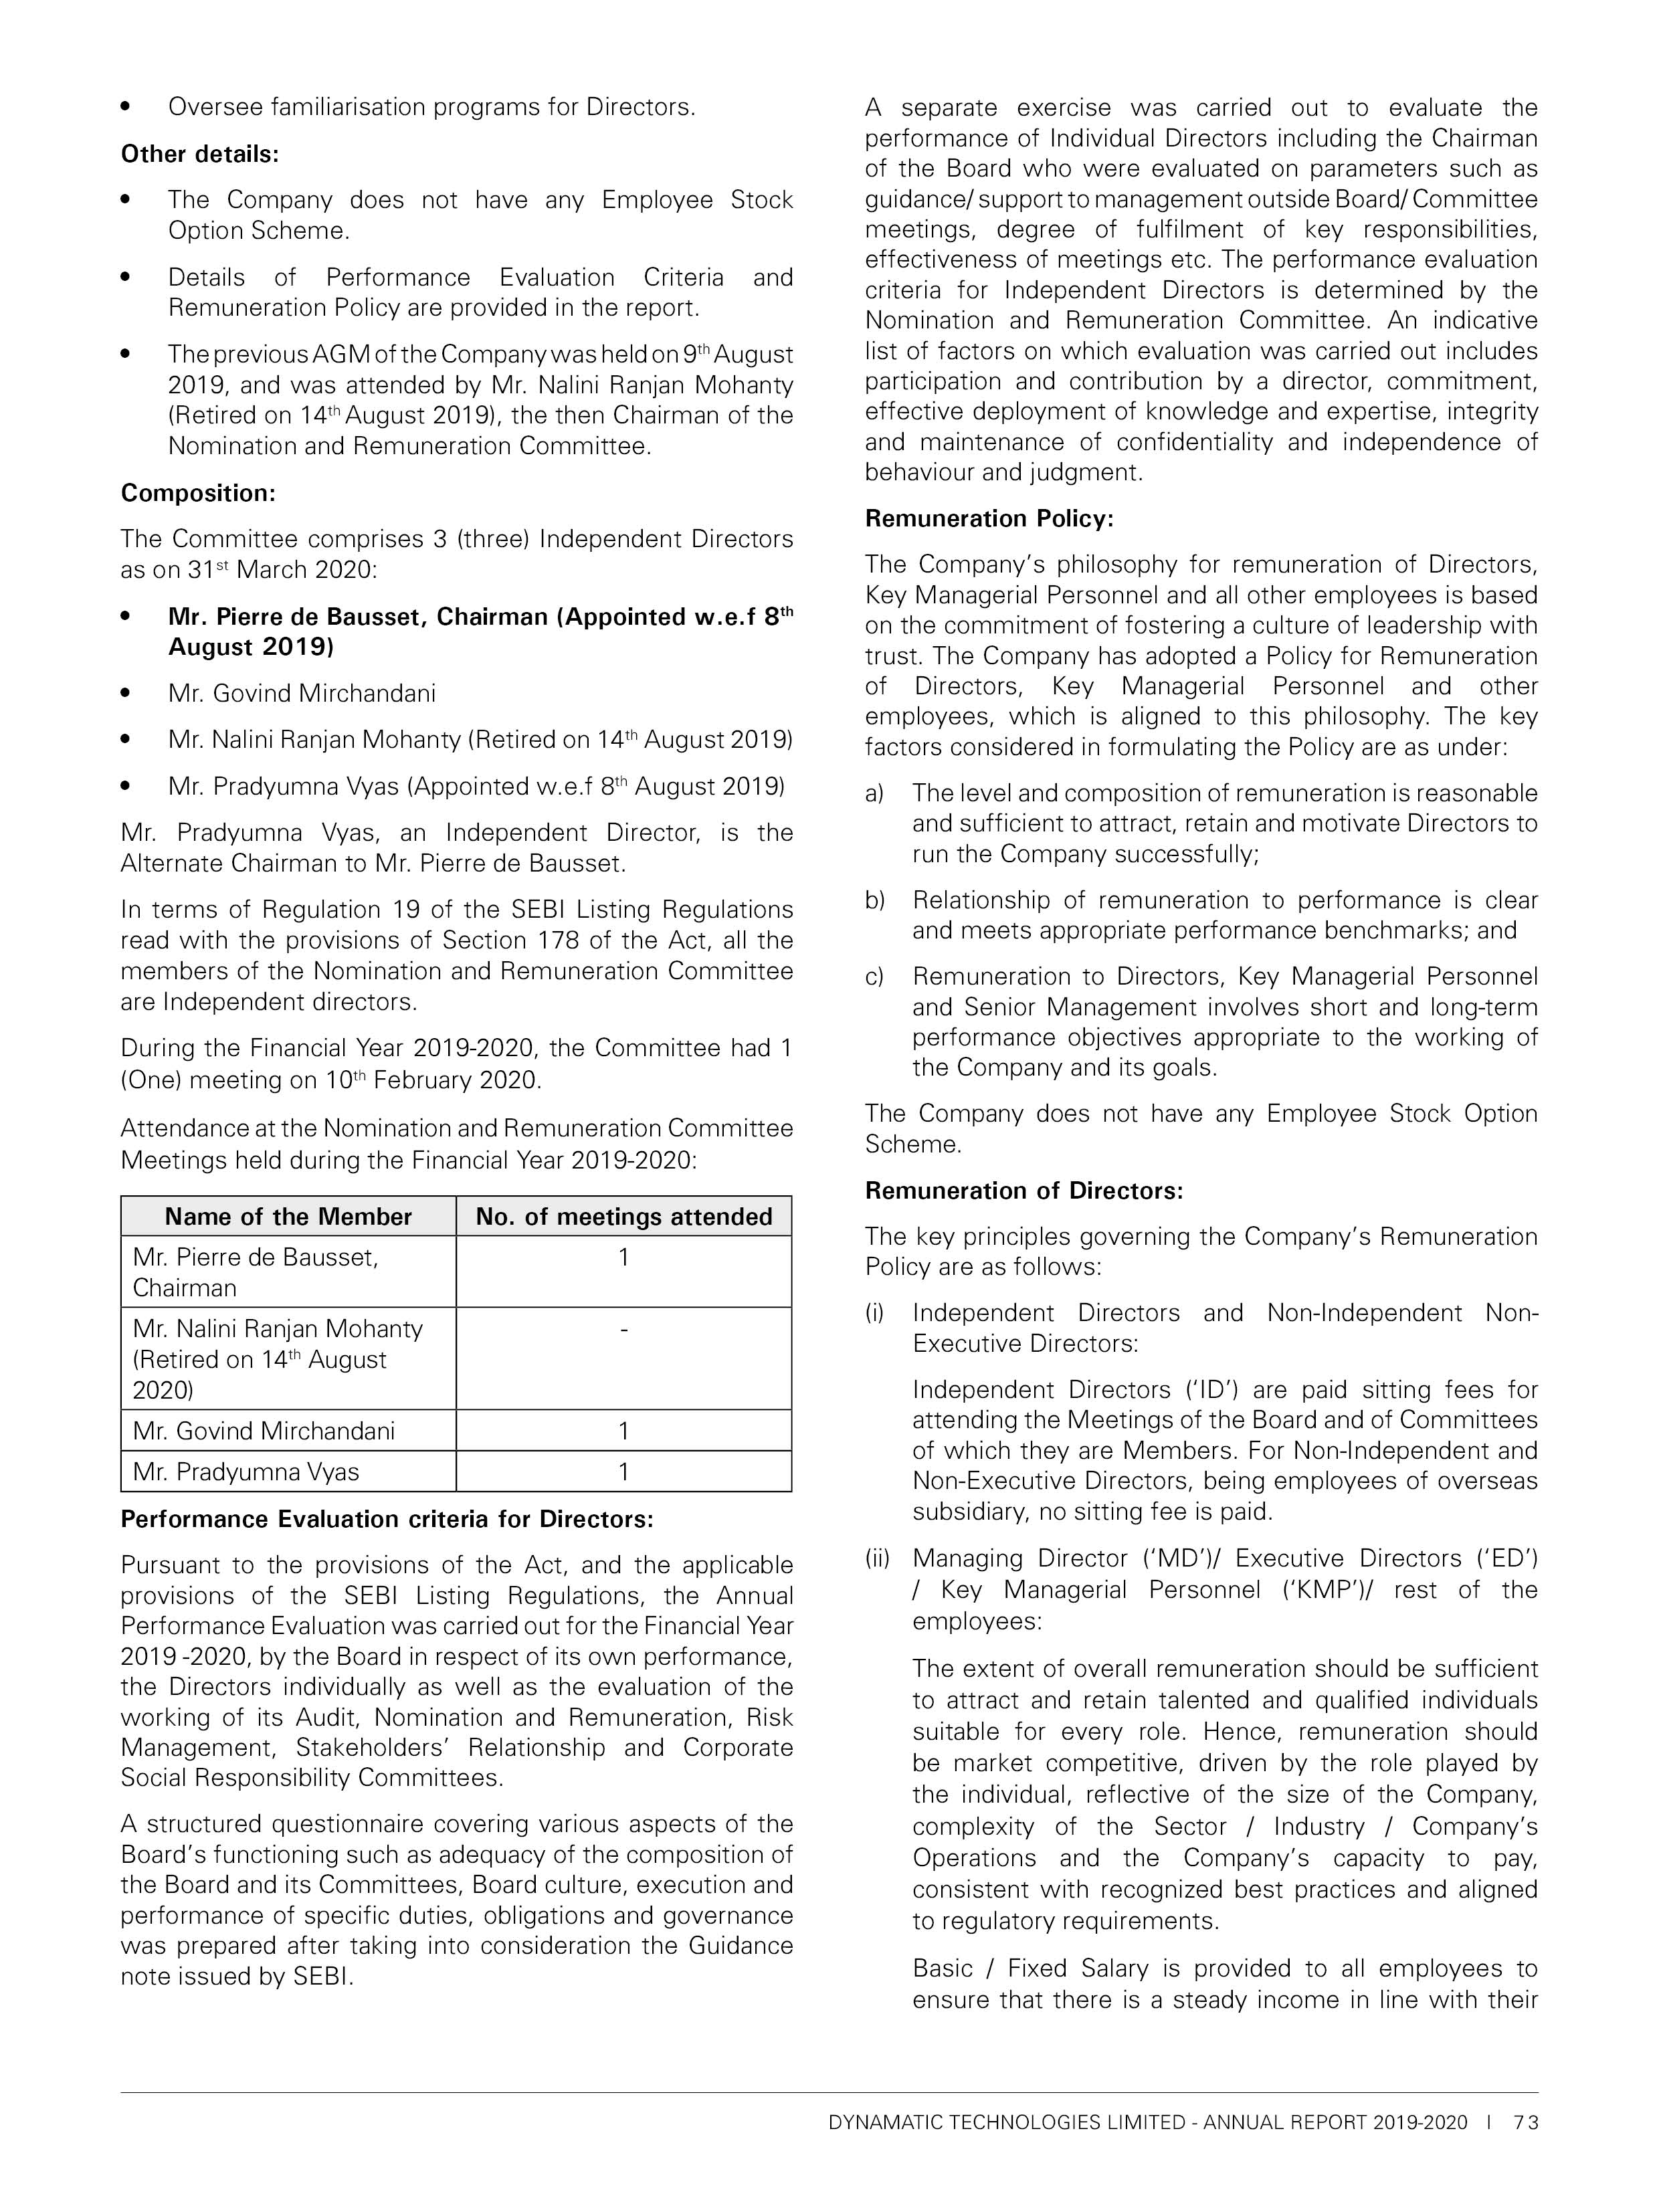 • Oversee familiarisation programs for Directors.
Other details:
• The Company does not have any Employee Stock
Option Scheme.
• Details of Performance Evaluation Criteria and
Remuneration Policy are provided in the report.
• The previous AGM of the Company was held on 9th August
2019, and was attended by Mr. Nalini Ranjan Mohanty
(Retired on 14th August 2019), the then Chairman of the
Nomination and Remuneration Committee.
Composition:
The Committee comprises 3 (three) Independent Directors
as on 31st March 2020:
• Mr. Pierre de Bausset, Chairman (Appointed w.e.f 8th
August 2019)
• Mr. Govind Mirchandani
• Mr. Nalini Ranjan Mohanty (Retired on 14th August 2019)
• Mr. Pradyumna Vyas (Appointed w.e.f 8th August 2019)
Mr. Pradyumna Vyas, an Independent Director, is the
Alternate Chairman to Mr. Pierre de Bausset.
In terms of Regulation 19 of the SEBI Listing Regulations
read with the provisions of Section 178 of the Act, all the
members of the Nomination and Remuneration Committee
are Independent directors.
During the Financial Year 2019-2020, the Committee had 1
(One) meeting on 10th February 2020.
Attendance at the Nomination and Remuneration Committee
Meetings held during the Financial Year 2019-2020:
Name of the Member No. of meetings attended
Mr. Pierre de Bausset, 1
Chairman
Mr. Nalini Ranjan Mohanty -
(Retired on 14th August
2020)
Mr. Govind Mirchandani 1
Mr. Pradyumna Vyas 1
Performance Evaluation criteria for Directors:
Pursuant to the provisions of the Act, and the applicable
provisions of the SEBI Listing Regulations, the Annual
Performance Evaluation was carried out for the Financial Year
2019 -2020, by the Board in respect of its own performance,
the Directors individually as well as the evaluation of the
working of its Audit, Nomination and Remuneration, Risk
Management, Stakeholders’ Relationship and Corporate
Social Responsibility Committees.
A structured questionnaire covering various aspects of the
Board’s functioning such as adequacy of the composition of
the Board and its Committees, Board culture, execution and
performance of specific duties, obligations and governance
was prepared after taking into consideration the Guidance
note issued by SEBI.
A separate exercise was carried out to evaluate the
performance of Individual Directors including the Chairman
of the Board who were evaluated on parameters such as
guidance/ support to management outside Board/ Committee
meetings, degree of fulfilment of key responsibilities,
effectiveness of meetings etc. The performance evaluation
criteria for Independent Directors is determined by the
Nomination and Remuneration Committee. An indicative
list of factors on which evaluation was carried out includes
participation and contribution by a director, commitment,
effective deployment of knowledge and expertise, integrity
and maintenance of confidentiality and independence of
behaviour and judgment.
Remuneration Policy:
The Company’s philosophy for remuneration of Directors,
Key Managerial Personnel and all other employees is based
on the commitment of fostering a culture of leadership with
trust. The Company has adopted a Policy for Remuneration
of Directors, Key Managerial Personnel and other
employees, which is aligned to this philosophy. The key
factors considered in formulating the Policy are as under:
a) The level and composition of remuneration is reasonable
and sufficient to attract, retain and motivate Directors to
run the Company successfully;
b) Relationship of remuneration to performance is clear
and meets appropriate performance benchmarks; and
c) Remuneration to Directors, Key Managerial Personnel
and Senior Management involves short and long-term
performance objectives appropriate to the working of
the Company and its goals.
The Company does not have any Employee Stock Option
Scheme.
Remuneration of Directors:
The key principles governing the Company’s Remuneration
Policy are as follows:
(i) Independent Directors and Non-Independent Non-
Executive Directors:
Independent Directors (‘ID’) are paid sitting fees for
attending the Meetings of the Board and of Committees
of which they are Members. For Non-Independent and
Non-Executive Directors, being employees of overseas
subsidiary, no sitting fee is paid.
(ii) Managing Director (‘MD’)/ Executive Directors (‘ED’)
/ Key Managerial Personnel (‘KMP’)/ rest of the
employees:
The extent of overall remuneration should be sufficient
to attract and retain talented and qualified individuals
suitable for every role. Hence, remuneration should
be market competitive, driven by the role played by
the individual, reflective of the size of the Company,
complexity of the Sector / Industry / Company’s
Operations and the Company’s capacity to pay,
consistent with recognized best practices and aligned
to regulatory requirements.
Basic / Fixed Salary is provided to all employees to
ensure that there is a steady income in line with their
DYNAMATIC TECHNOLOGIES LIMITED - ANNUAL REPORT 2019-2020 | 73